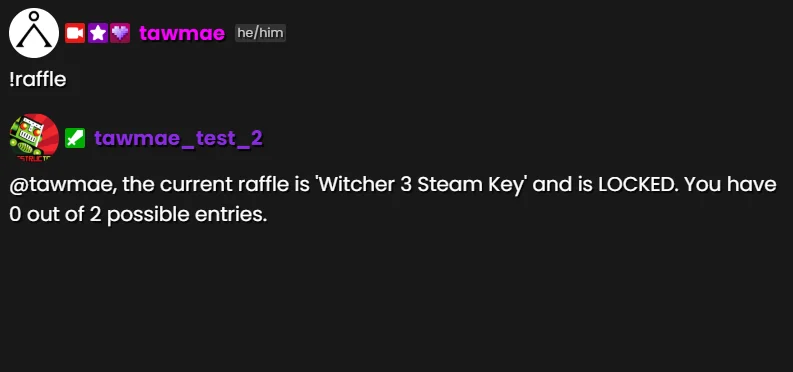 tawmae he/him
!raffle
tawmae_test_2
@tawmae, the current raffle is 'Witcher 3 Steam Key' and is LOCKED. You have
0 out of 2 possible entries.